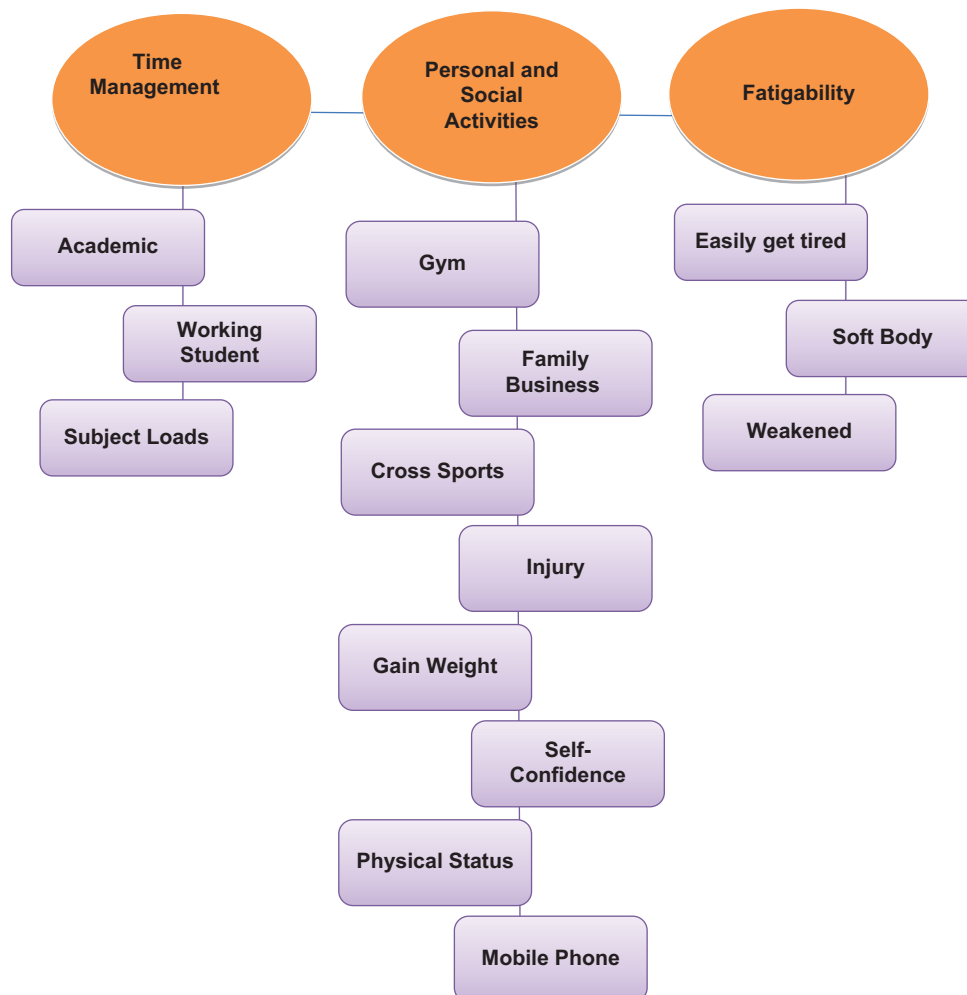 Time
Management
Personal and
Social
Activities
Fatigability
Academic
Working
Student
Subject Loads
Gym
Family
Business
Cross Sports
Injury
Gain Weight
Self-
Confidence
Physical Status
Mobile Phone
Easily get tired
Soft Body
Weakened